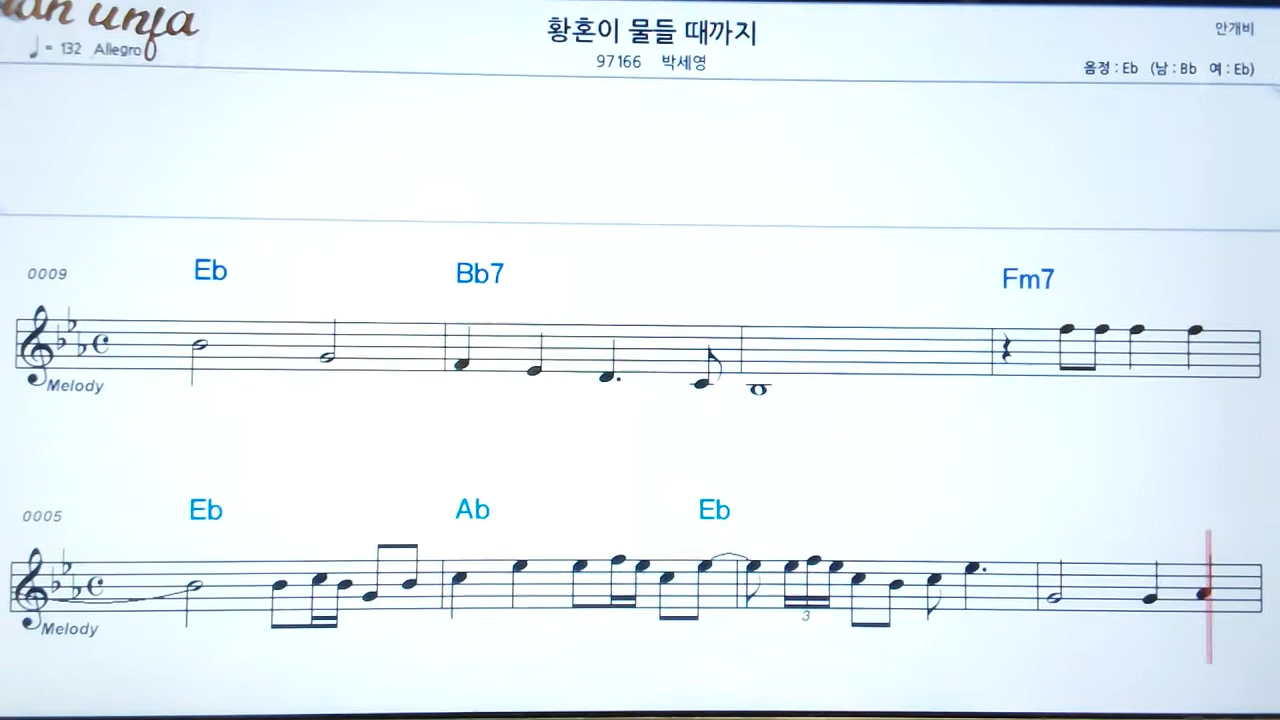 황혼이 물들 때까지
안개비
♩= 132 Allegro
97166 박세영
음정 : Eb (남 : Bb 여 : Eb)
0009 Eb Bb7 Fm7
Melody
0005 Eb Ab Eb
Melody
3